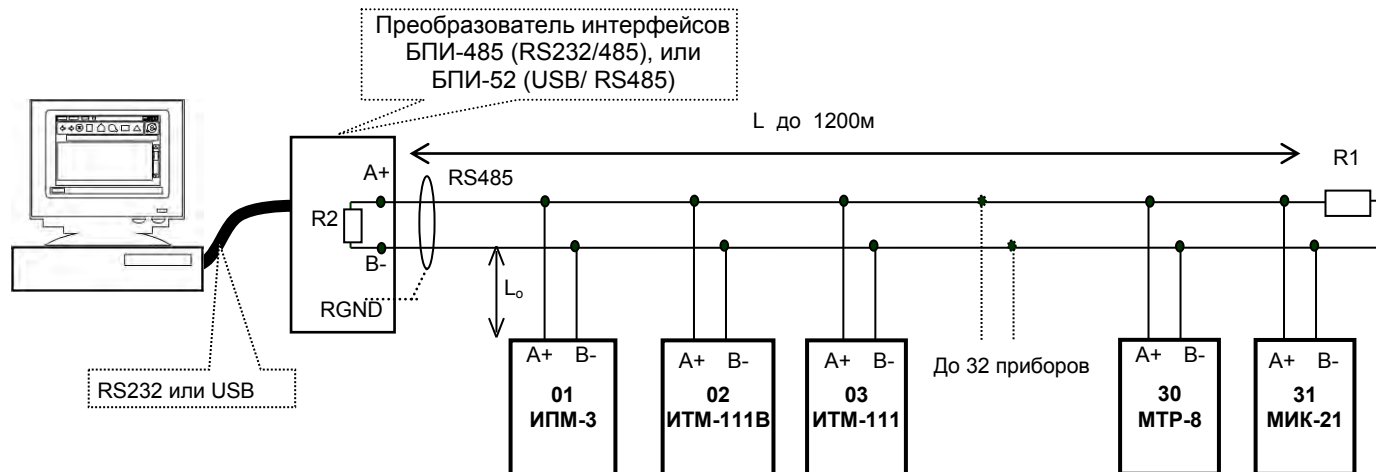 Преобразователь интерфейсов
БПИ-485 (RS232/485), или
БПИ-52 (USB/ RS485)
L до 1200м
R1
A+
RS485
R2
B-
L₀
RGND
RS232 или USB
A+ B-
01
ИПМ-3
A+ B-
02
ИТМ-111В
A+ B-
03
ИТМ-111
До 32 приборов
A+ B-
30
МТР-8
A+ B-
31
МИК-21